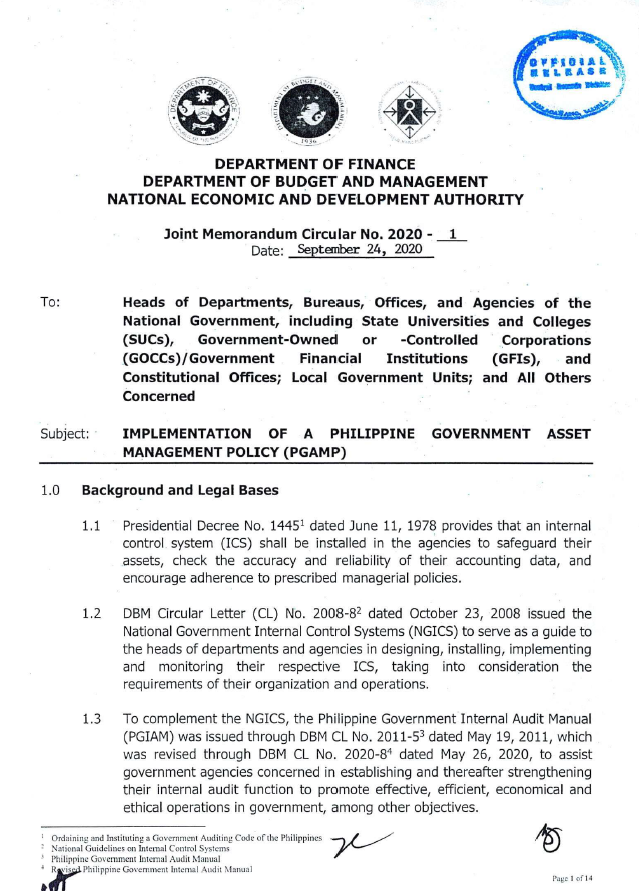 OFFICIAL
RELEASE
DEPARTMENT OF FINANCE
DEPARTMENT OF BUDGET AND MANAGEMENT
NATIONAL ECONOMIC AND DEVELOPMENT AUTHORITY
Joint Memorandum Circular No. 2020 - 1
Date: September 24, 2020
To: Heads of Departments, Bureaus, Offices, and Agencies of the
National Government, including State Universities and Colleges
(SUCs), Government-Owned or -Controlled Corporations
(GOCCs)/Government Financial Institutions (GFIs), and
Constitutional Offices; Local Government Units; and All Others
Concerned
Subject: IMPLEMENTATION OF A PHILIPPINE GOVERNMENT ASSET
MANAGEMENT POLICY (PGAMP)
1.0 Background and Legal Bases
1.1 Presidential Decree No. 1445¹ dated June 11, 1978 provides that an internal
control system (ICS) shall be installed in the agencies to safeguard their
assets, check the accuracy and reliability of their accounting data, and
encourage adherence to prescribed managerial policies.
1.2 DBM Circular Letter (CL) No. 2008-8² dated October 23, 2008 issued the
National Government Internal Control Systems (NGICS) to serve as a guide to
the heads of departments and agencies in designing, installing, implementing
and monitoring their respective ICS, taking into consideration the
requirements of their organization and operations.
1.3 To complement the NGICS, the Philippine Government Internal Audit Manual
(PGIAM) was issued through DBM CL No. 2011-5³ dated May 19, 2011, which
was revised through DBM CL No. 2020-8⁴ dated May 26, 2020, to assist
government agencies concerned in establishing and thereafter strengthening
their internal audit function to promote effective, efficient, economical and
ethical operations in government, among other objectives.
¹ Ordaining and Instituting a Government Auditing Code of the Philippines
² National Guidelines on Internal Control Systems
³ Philippine Government Internal Audit Manual
⁴ Revised Philippine Government Internal Audit Manual
Page 1 of 14